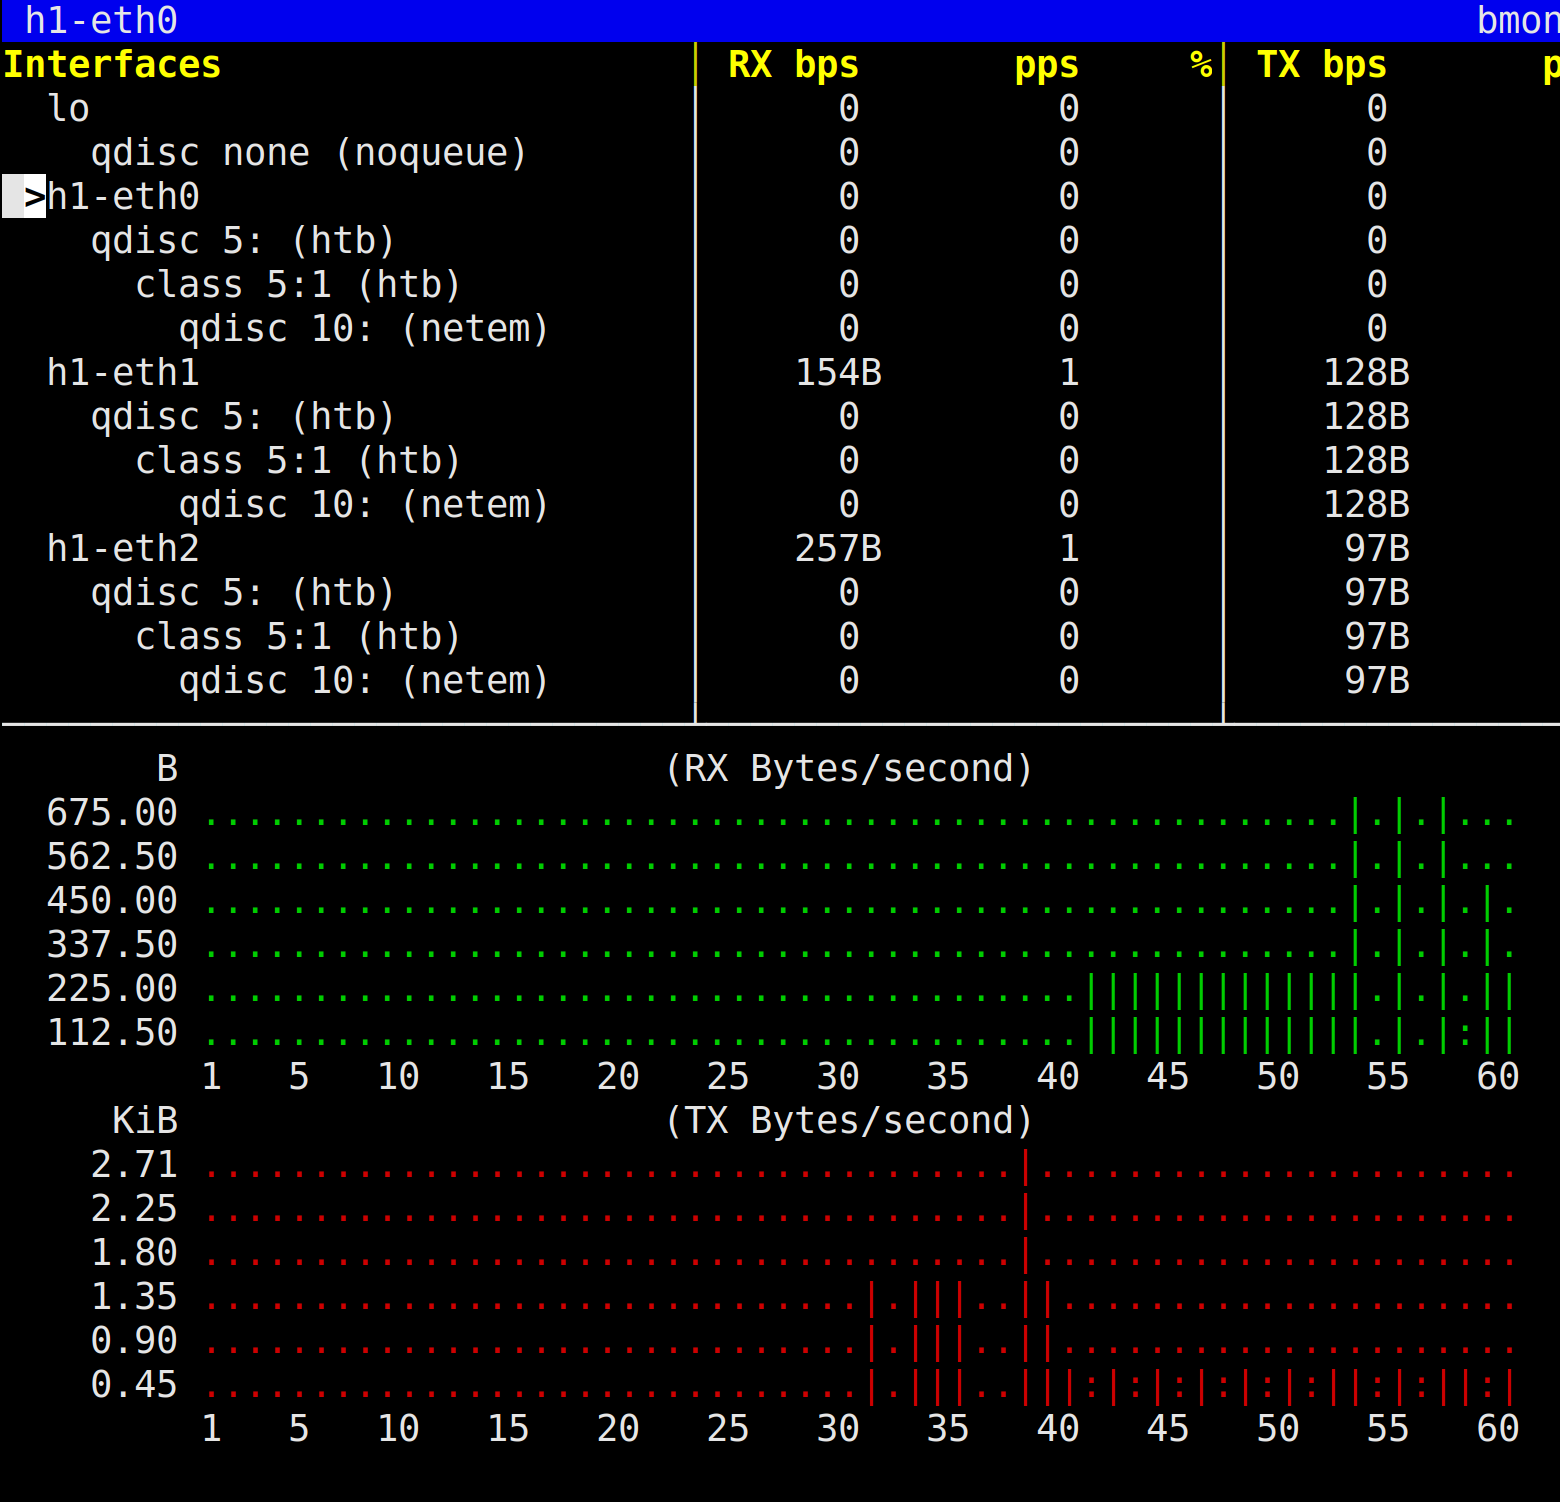 h1-eth0 bmon
Interfaces │ RX bps pps %│ TX bps p
lo │ 0 0 │ 0
qdisc none (noqueue) │ 0 0 │ 0
>h1-eth0 │ 0 0 │ 0
qdisc 5: (htb) │ 0 0 │ 0
class 5:1 (htb) │ 0 0 │ 0
qdisc 10: (netem) │ 0 0 │ 0
h1-eth1 │ 154B 1 │ 128B
qdisc 5: (htb) │ 0 0 │ 128B
class 5:1 (htb) │ 0 0 │ 128B
qdisc 10: (netem) │ 0 0 │ 128B
h1-eth2 │ 257B 1 │ 97B
qdisc 5: (htb) │ 0 0 │ 97B
class 5:1 (htb) │ 0 0 │ 97B
qdisc 10: (netem) │ 0 0 │ 97B
B (RX Bytes/second)
675.00 ....................................................|.|.|...
562.50 ....................................................|.|.|...
450.00 ....................................................|.|.|.|.
337.50 ....................................................|.|.|.|.
225.00 ........................................|||||||||||||.|.|.||
112.50 ........................................|||||||||||||.|.|:||
1 5 10 15 20 25 30 35 40 45 50 55 60
KiB (TX Bytes/second)
2.71 .....................................|......................
2.25 .....................................|......................
1.80 .....................................|......................
1.35 ..............................|.|||..||.....................
0.90 ..............................|.|||..||.....................
0.45 ..............................|.|||..|||:|:|:|:|:|:||:|:||:|
1 5 10 15 20 25 30 35 40 45 50 55 60